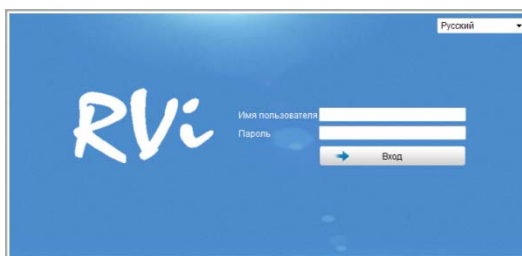 Русский
RVi
Имя пользователя
Пароль
Вход